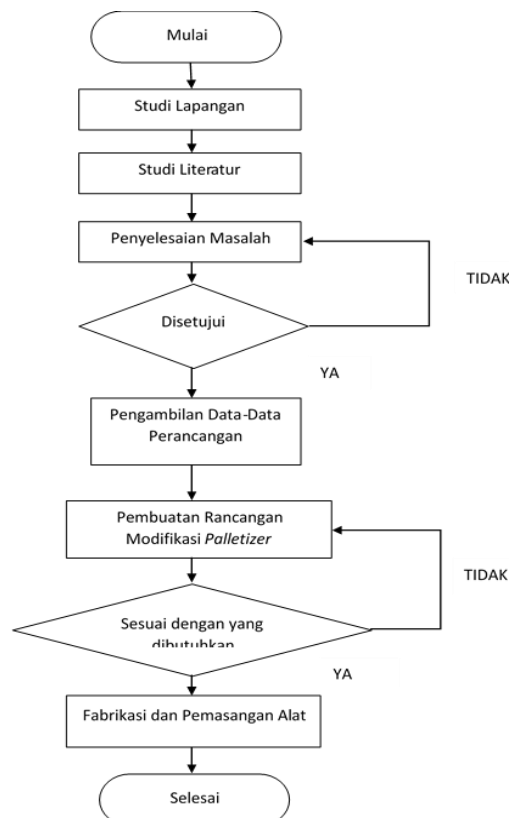 Mulai
Studi Lapangan
Studi Literatur
Penyelesaian Masalah
TIDAK
Disetujui
YA
Pengambilan Data-Data
Perancangan
Pembuatan Rancangan
Modifikasi Palletizer
TIDAK
Sesuai dengan yang
dibutuhkan
YA
Fabrikasi dan Pemasangan Alat
Selesai